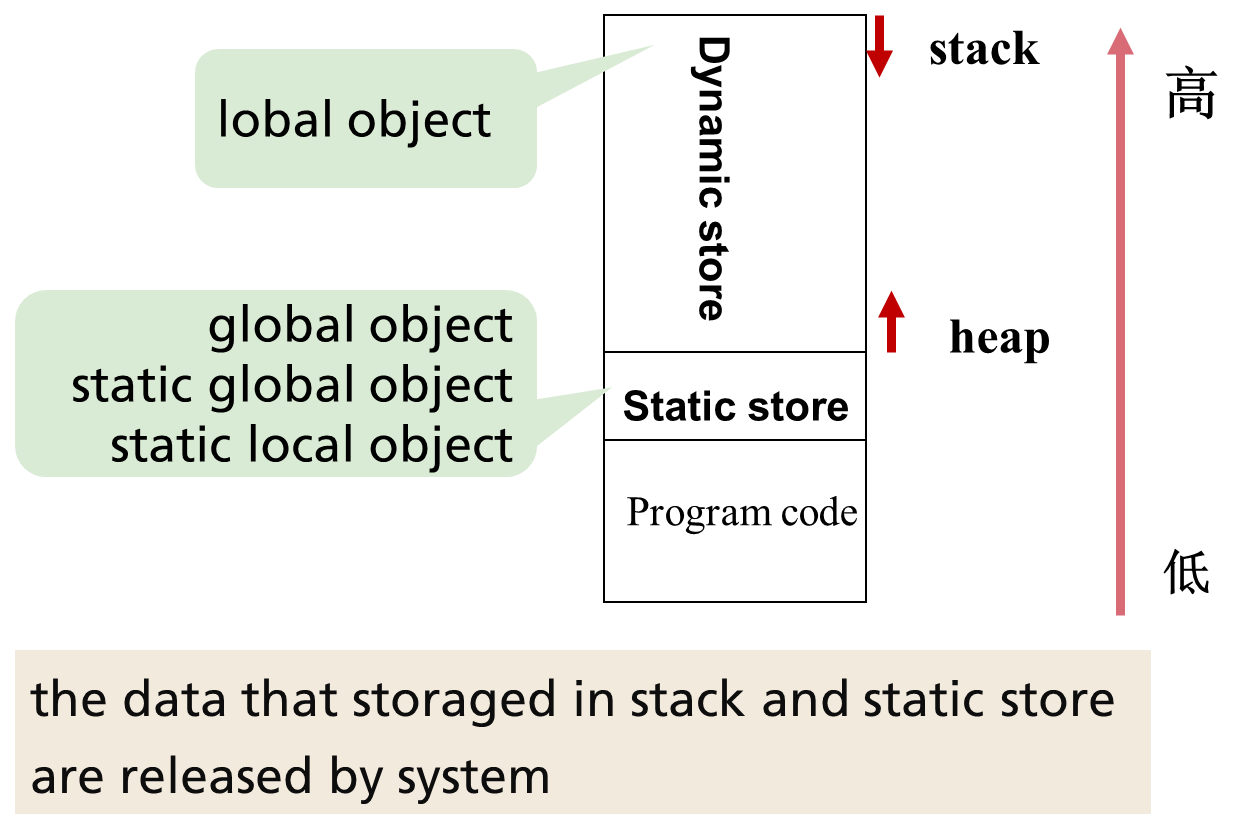 lobal object
Dynamic store
stack
高
global object
static global object
static local object
heap
Static store
Program code
低
the data that storaged in stack and static store
are released by system